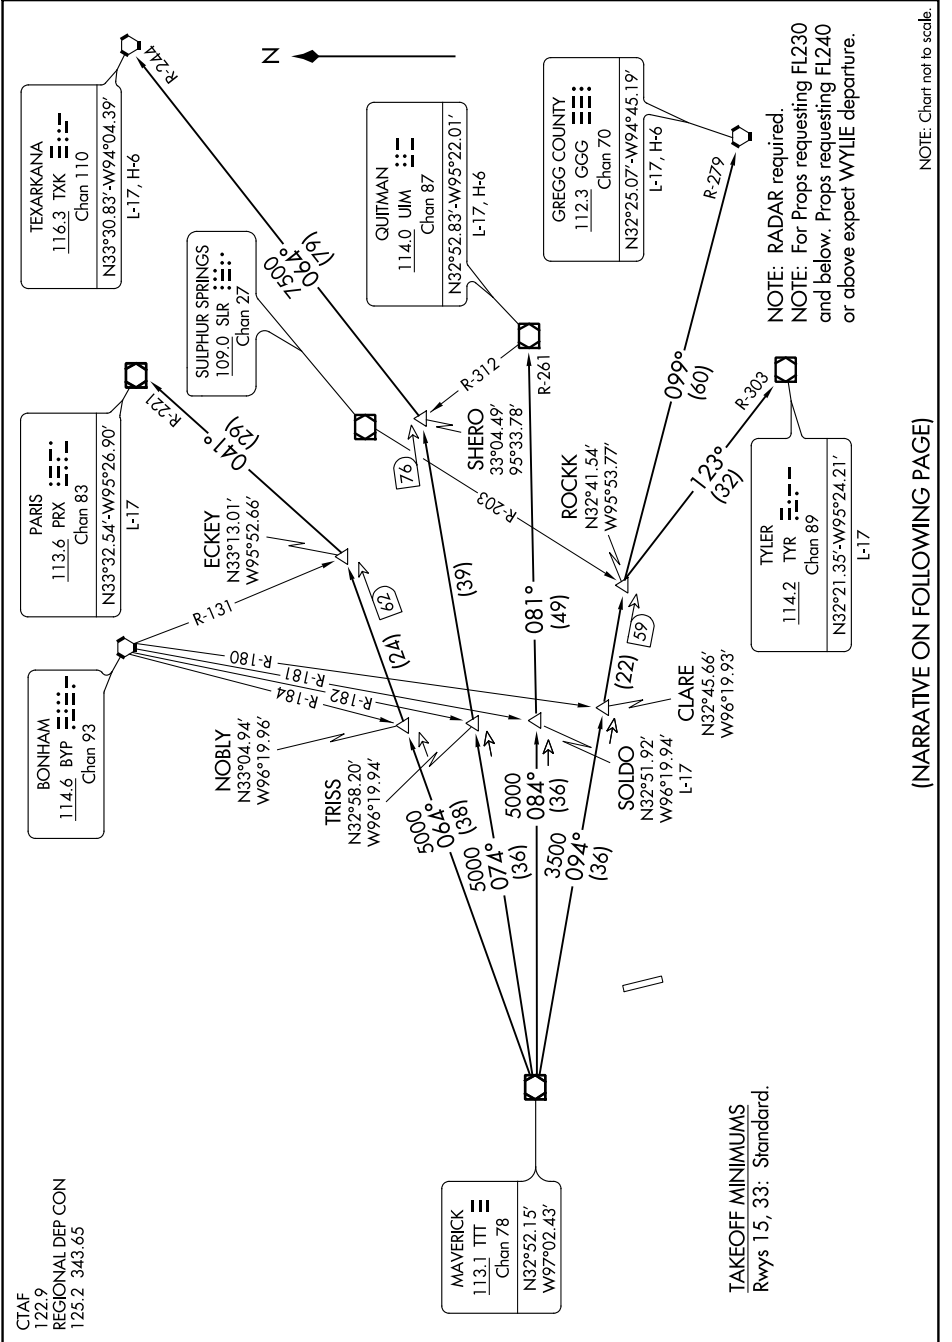 CTAF
122.9
REGIONAL DEP CON
125.2 343.65
BONHAM
114.6 BYP
Chan 93
PARIS
113.6 PRX
Chan 83
N33°32.54'-W95°26.90'
L-17
TEXARKANA
116.3 TXK
Chan 110
N33°30.83'-W94°04.39'
L-17, H-6
SULPHUR SPRINGS
109.0 SLR
Chan 27
QUITMAN
114.0 UIM
Chan 87
N32°52.83'-W95°22.01'
L-17, H-6
GREGG COUNTY
112.3 GGG
Chan 70
N32°25.07'-W94°45.19'
L-17, H-6
TYLER
114.2 TYR
Chan 89
N32°21.35'-W95°24.21'
L-17
MAVERICK
113.1 TTT
Chan 78
N32°52.15'
W97°02.43'
N
NOBLY
N33°04.94'
W96°19.96'
TRISS
N32°58.20'
W96°19.94'
SOLDO
N32°51.92'
W96°19.94'
L-17
CLARE
N32°45.66'
W96°19.93'
ECKEY
N33°13.01'
W95°52.66'
SHERO
33°04.49'
95°33.78'
ROCKK
N32°41.54'
W95°53.77'
R-131
R-180
R-181
R-182
R-184
R-221
R-244
R-312
R-261
R-203
R-279
R-303
5000
064°
(38)
5000
074°
(36)
5000
084°
(36)
3500
094°
(36)
(24)
62
041°
(29)
(39)
76
7500
064°
(79)
081°
(49)
(22)
59
099°
(60)
123°
(32)
TAKEOFF MINIMUMS
Rwys 15, 33: Standard.
NOTE: RADAR required.
NOTE: For Props requesting FL230
and below. Props requesting FL240
or above expect WYLIE departure.
(NARRATIVE ON FOLLOWING PAGE)
NOTE: Chart not to scale.